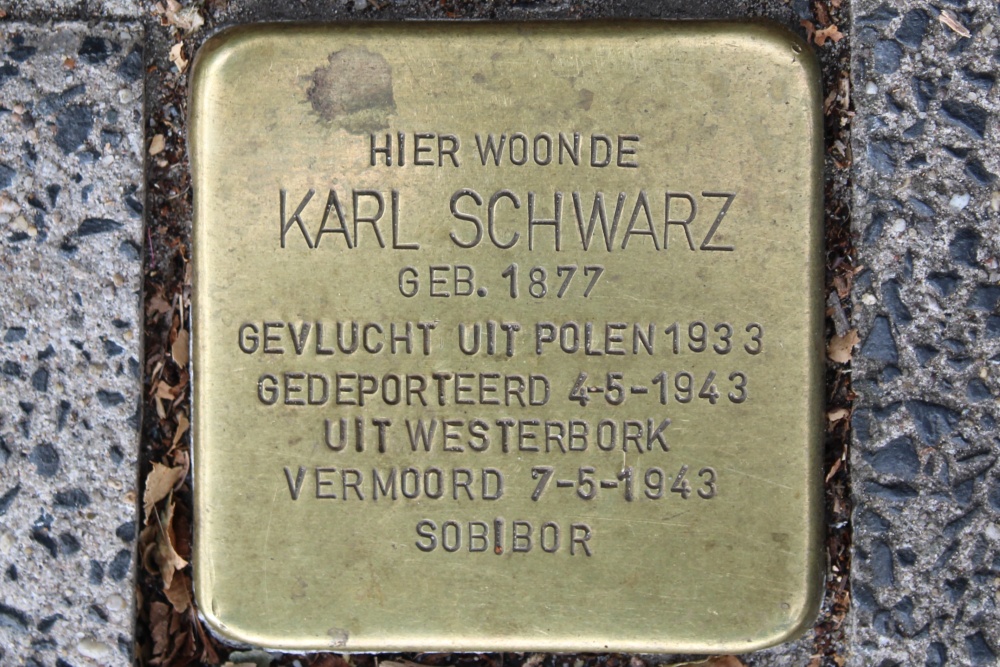 HIER WOONDE
KARL SCHWARZ
GEB. 1877
GEVLUCHT UIT POLEN 1933
GEDEPORTEERD 4-5-1943
UIT WESTERBORK
VERMOORD 7-5-1943
SOBIBOR